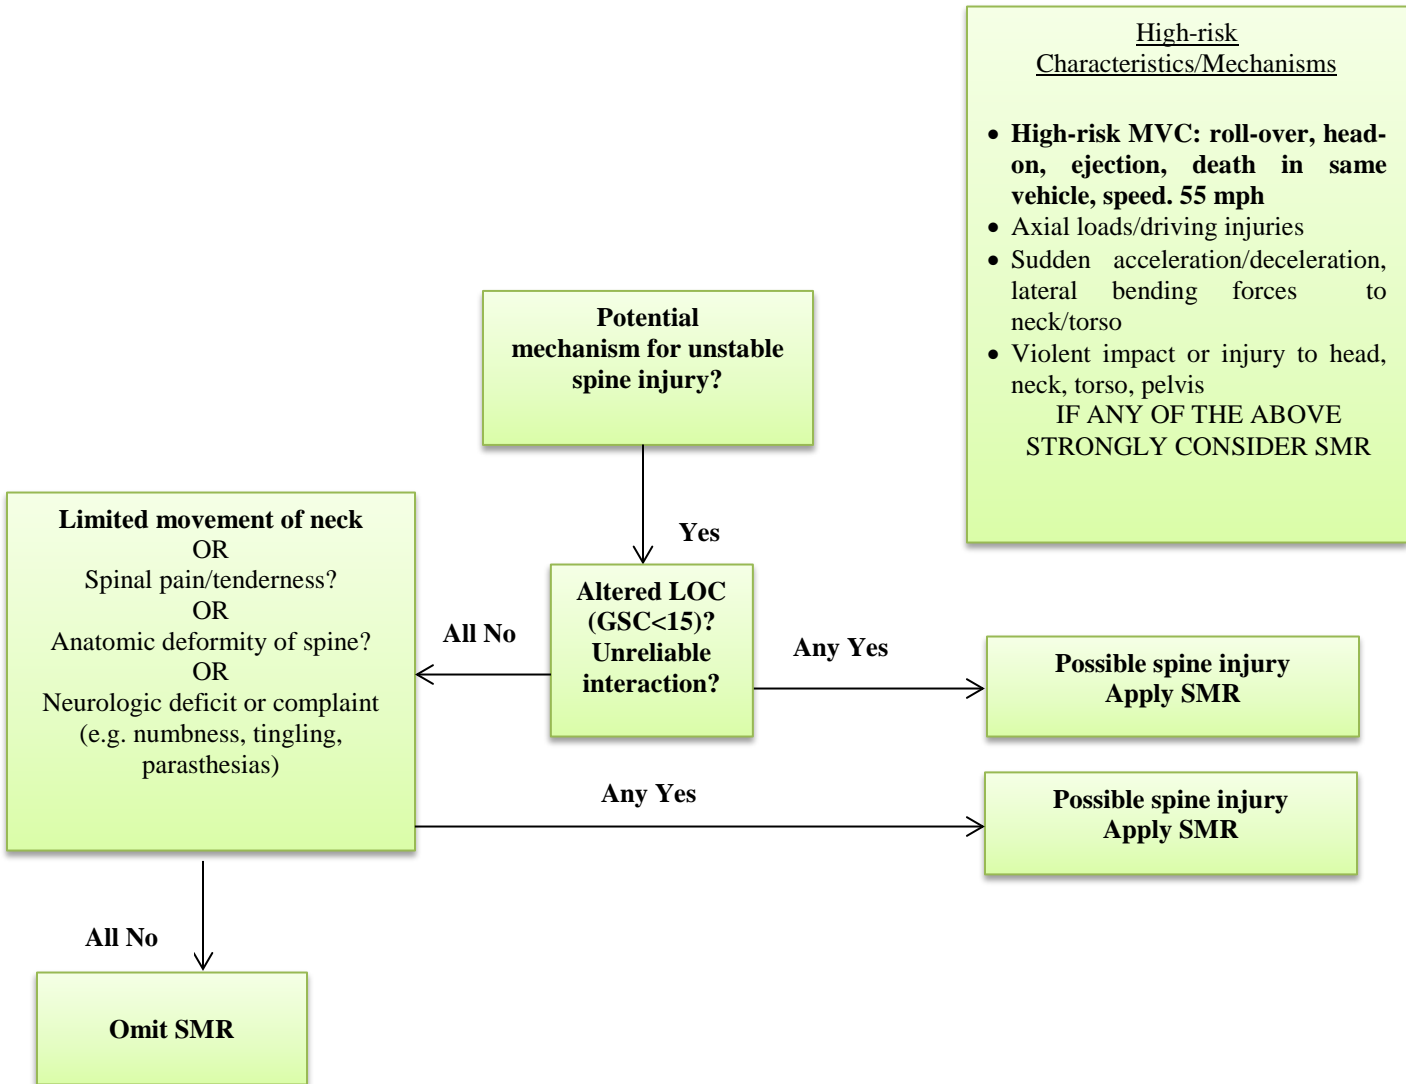 High-risk
Characteristics/Mechanisms
• High-risk MVC: roll-over, head-
on, ejection, death in same
vehicle, speed. 55 mph
• Axial loads/driving injuries
• Sudden acceleration/deceleration,
lateral bending forces to
neck/torso
• Violent impact or injury to head,
neck, torso, pelvis
IF ANY OF THE ABOVE
STRONGLY CONSIDER SMR
Potential
mechanism for unstable
spine injury?
Yes
Altered LOC
(GSC<15)?
Unreliable
interaction?
All No
Any Yes
Limited movement of neck
OR
Spinal pain/tenderness?
OR
Anatomic deformity of spine?
OR
Neurologic deficit or complaint
(e.g. numbness, tingling,
parasthesias)
Possible spine injury
Apply SMR
Any Yes
Possible spine injury
Apply SMR
All No
Omit SMR